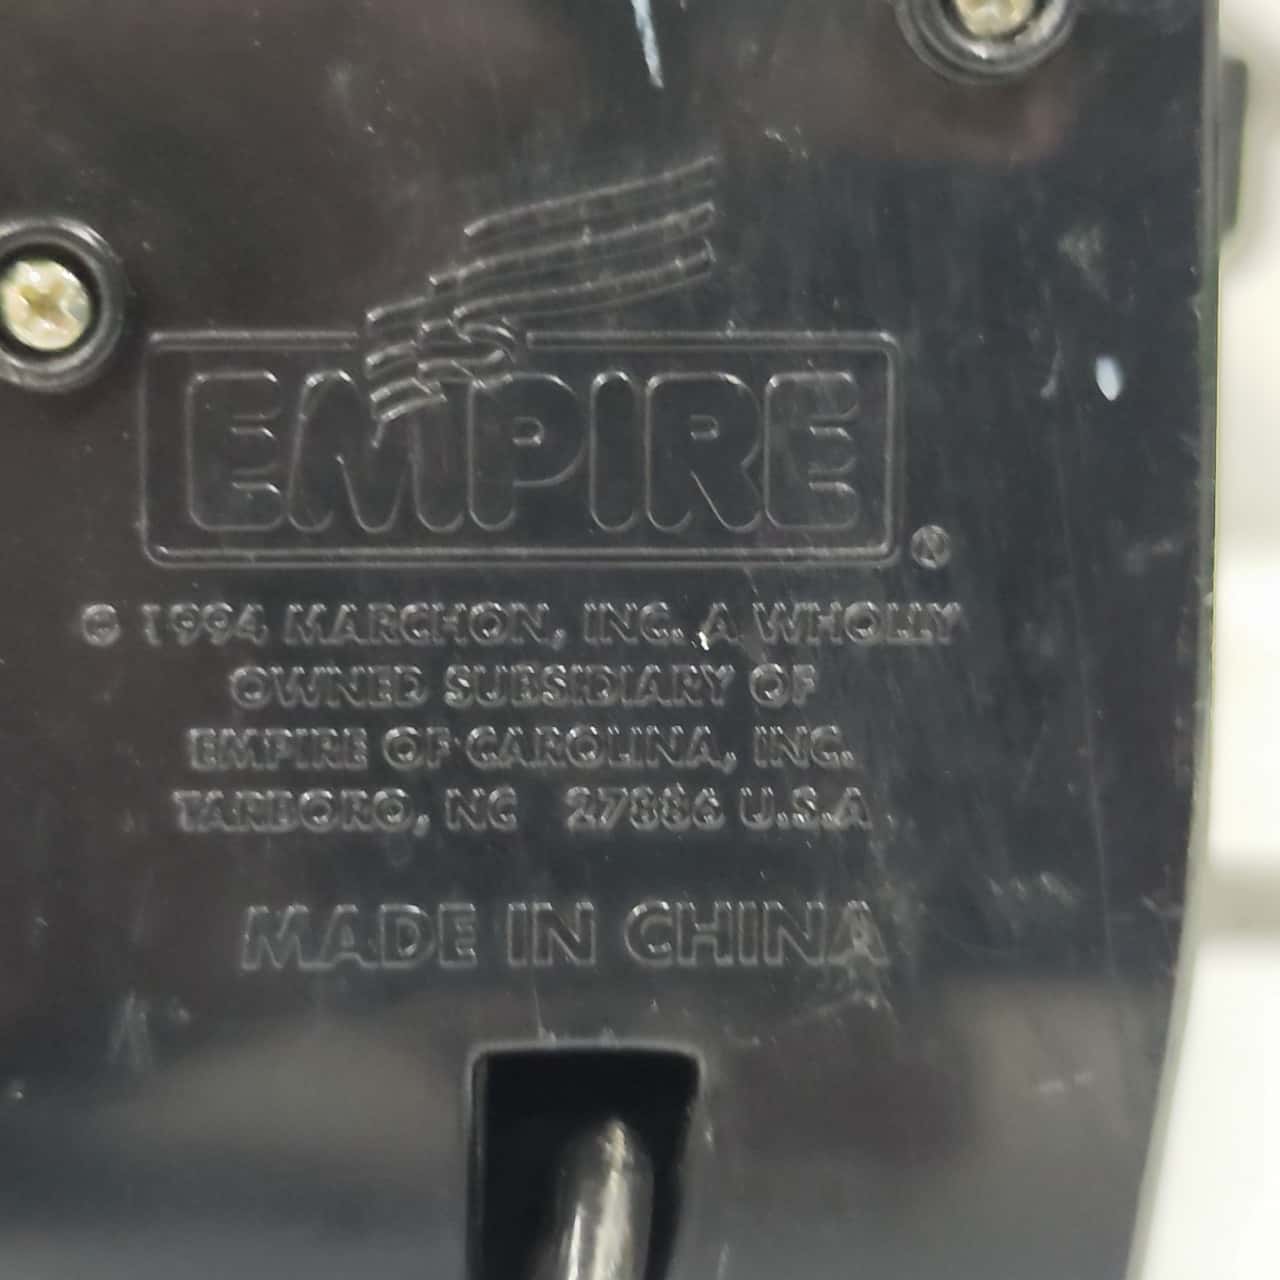 EMPIRE ®
© 1994 MARCHON, INC. A WHOLLY
OWNED SUBSIDIARY OF
EMPIRE OF CAROLINA, INC.
TARBORO, NC 27886 U.S.A
MADE IN CHINA